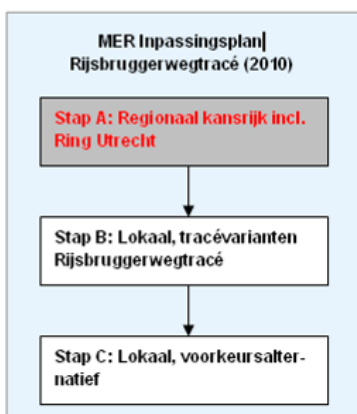 MER Inpassingsplan
Rijsbruggerwegtracé (2010)
Stap A: Regionaal kansrijk incl.
Ring Utrecht
Stap B: Lokaal, tracévarianten
Rijsbruggerwegtracé
Stap C: Lokaal, voorkeursalter-
natief